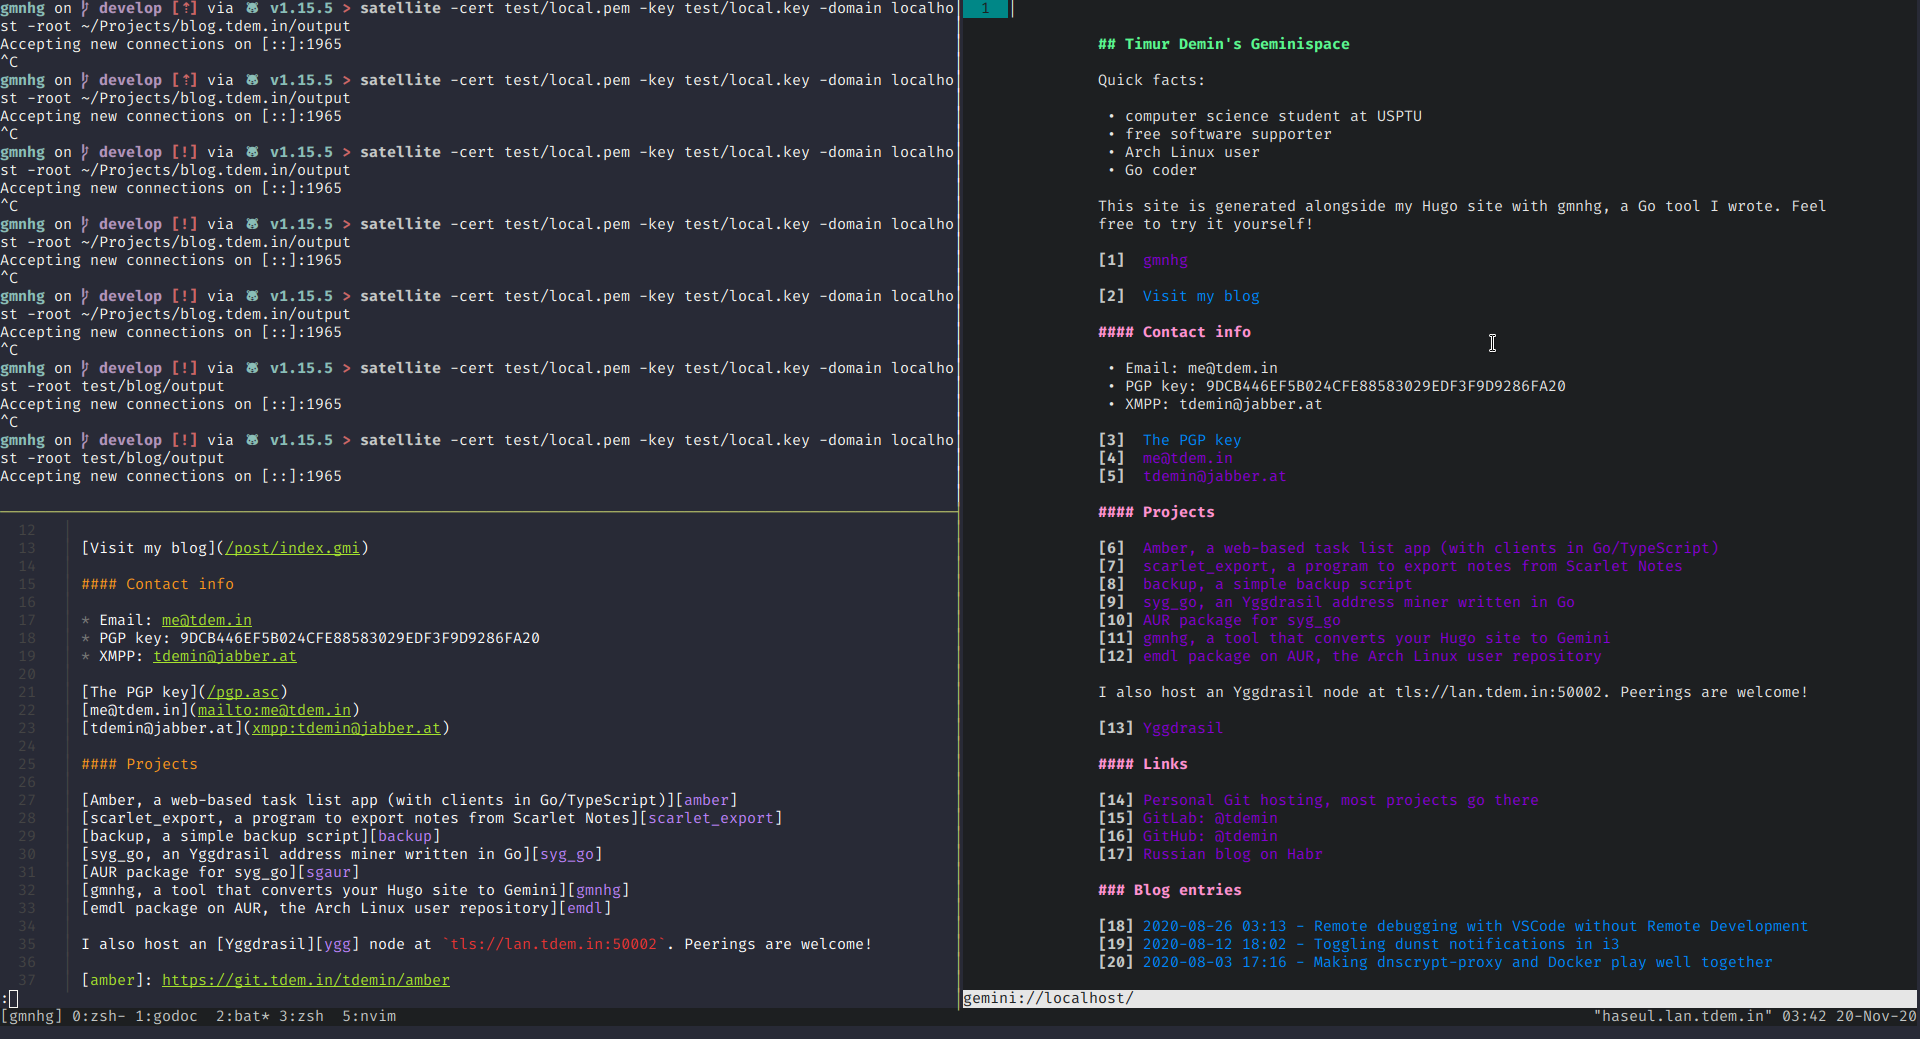 gmnhg on develop [⇡] via v1.15.5 > satellite -cert test/local.pem -key test/local.key -domain localho
st -root ~/Projects/blog.tdem.in/output
Accepting new connections on [::]:1965
^C
gmnhg on develop [⇡] via v1.15.5 > satellite -cert test/local.pem -key test/local.key -domain localho
st -root ~/Projects/blog.tdem.in/output
Accepting new connections on [::]:1965
^C
gmnhg on develop [!] via v1.15.5 > satellite -cert test/local.pem -key test/local.key -domain localho
st -root ~/Projects/blog.tdem.in/output
Accepting new connections on [::]:1965
^C
gmnhg on develop [!] via v1.15.5 > satellite -cert test/local.pem -key test/local.key -domain localho
st -root ~/Projects/blog.tdem.in/output
Accepting new connections on [::]:1965
^C
gmnhg on develop [!] via v1.15.5 > satellite -cert test/local.pem -key test/local.key -domain localho
st -root ~/Projects/blog.tdem.in/output
Accepting new connections on [::]:1965
^C
gmnhg on develop [!] via v1.15.5 > satellite -cert test/local.pem -key test/local.key -domain localho
st -root test/blog/output
Accepting new connections on [::]:1965
^C
gmnhg on develop [!] via v1.15.5 > satellite -cert test/local.pem -key test/local.key -domain localho
st -root test/blog/output
Accepting new connections on [::]:1965
12
13 [Visit my blog](/post/index.gmi)
14
15 #### Contact info
16
17 * Email: me@tdem.in
18 * PGP key: 9DCB446EF5B024CFE88583029EDF3F9D9286FA20
19 * XMPP: tdemin@jabber.at
20
21 [The PGP key](/pgp.asc)
22 [me@tdem.in](mailto:me@tdem.in)
23 [tdemin@jabber.at](xmpp:tdemin@jabber.at)
24
25 #### Projects
26
27 [Amber, a web-based task list app (with clients in Go/TypeScript)][amber]
28 [scarlet_export, a program to export notes from Scarlet Notes][scarlet_export]
29 [backup, a simple backup script][backup]
30 [syg_go, an Yggdrasil address miner written in Go][syg_go]
31 [AUR package for syg_go][sgaur]
32 [gmnhg, a tool that converts your Hugo site to Gemini][gmnhg]
33 [emdl package on AUR, the Arch Linux user repository][emdl]
34
35 I also host an [Yggdrasil][ygg] node at `tls://lan.tdem.in:50002`. Peerings are welcome!
36
37 [amber]: https://git.tdem.in/tdemin/amber
:
1
## Timur Demin's Geminispace
Quick facts:
• computer science student at USPTU
• free software supporter
• Arch Linux user
• Go coder
This site is generated alongside my Hugo site with gmnhg, a Go tool I wrote. Feel
free to try it yourself!
[1] gmnhg
[2] Visit my blog
#### Contact info
• Email: me@tdem.in
• PGP key: 9DCB446EF5B024CFE88583029EDF3F9D9286FA20
• XMPP: tdemin@jabber.at
[3] The PGP key
[4] me@tdem.in
[5] tdemin@jabber.at
#### Projects
[6] Amber, a web-based task list app (with clients in Go/TypeScript)
[7] scarlet_export, a program to export notes from Scarlet Notes
[8] backup, a simple backup script
[9] syg_go, an Yggdrasil address miner written in Go
[10] AUR package for syg_go
[11] gmnhg, a tool that converts your Hugo site to Gemini
[12] emdl package on AUR, the Arch Linux user repository
I also host an Yggdrasil node at tls://lan.tdem.in:50002. Peerings are welcome!
[13] Yggdrasil
#### Links
[14] Personal Git hosting, most projects go there
[15] GitLab: @tdemin
[16] GitHub: @tdemin
[17] Russian blog on Habr
### Blog entries
[18] 2020-08-26 03:13 - Remote debugging with VSCode without Remote Development
[19] 2020-08-12 18:02 - Toggling dunst notifications in i3
[20] 2020-08-03 17:16 - Making dnscrypt-proxy and Docker play well together
gemini://localhost/
[gmnhg] 0:zsh- 1:godoc 2:bat* 3:zsh 5:nvim
"haseul.lan.tdem.in" 03:42 20-Nov-20